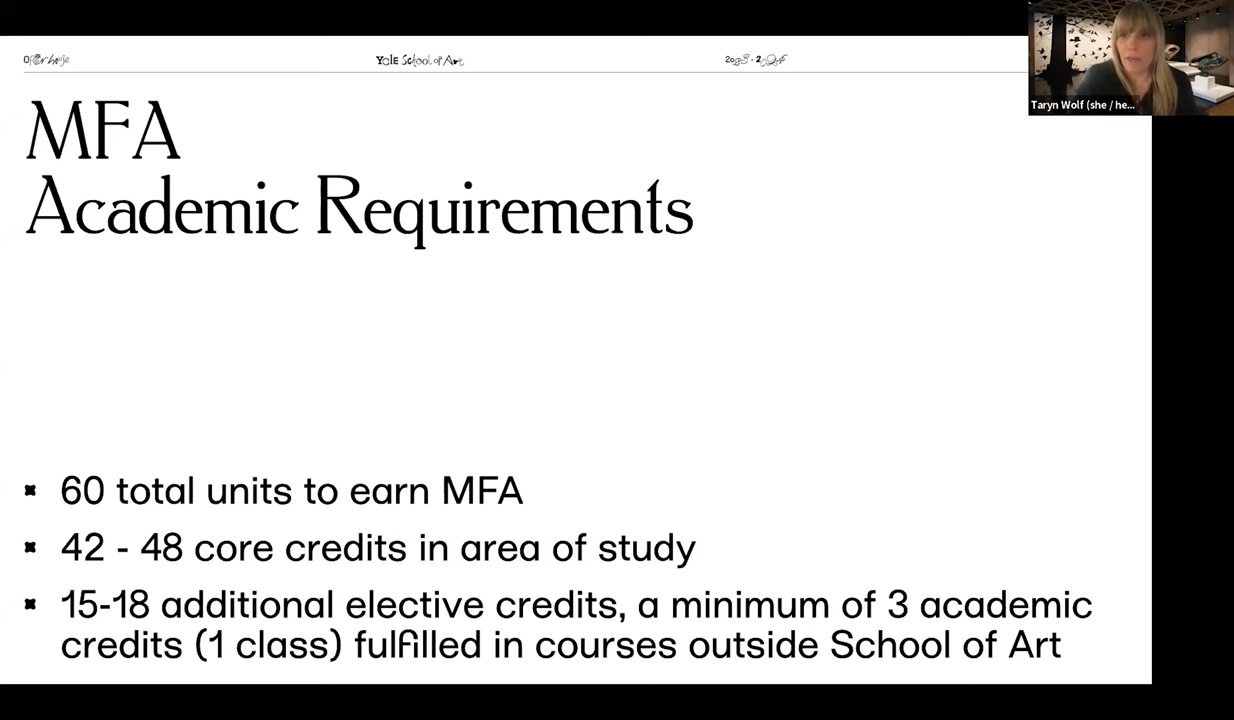 Open house
Yale School of Art
2023 - 2024
Taryn Wolf (she / he...
MFA
Academic Requirements
60 total units to earn MFA
42 - 48 core credits in area of study
15-18 additional elective credits, a minimum of 3 academic
credits (1 class) fulfilled in courses outside School of Art